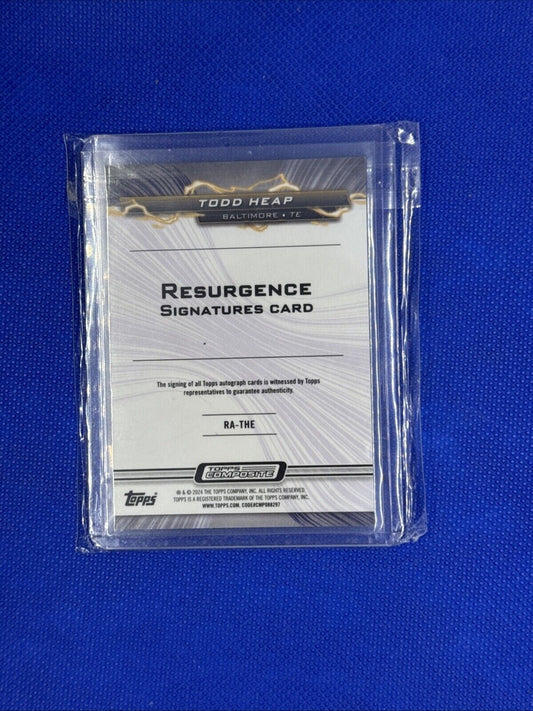 TODD HEAP
BALTIMORE • TE
RESURGENCE
SIGNATURES CARD
The signing of all Topps autograph cards is witnessed by Topps
representatives to guarantee authenticity.
RA-THE
TOPPS
COMPOSITE
Topps
® & © 2024 THE TOPPS COMPANY, INC. ALL RIGHTS RESERVED.
TOPPS IS A REGISTERED TRADEMARK OF THE TOPPS COMPANY, INC.
WWW.TOPPS.COM. CODE#CMP088297